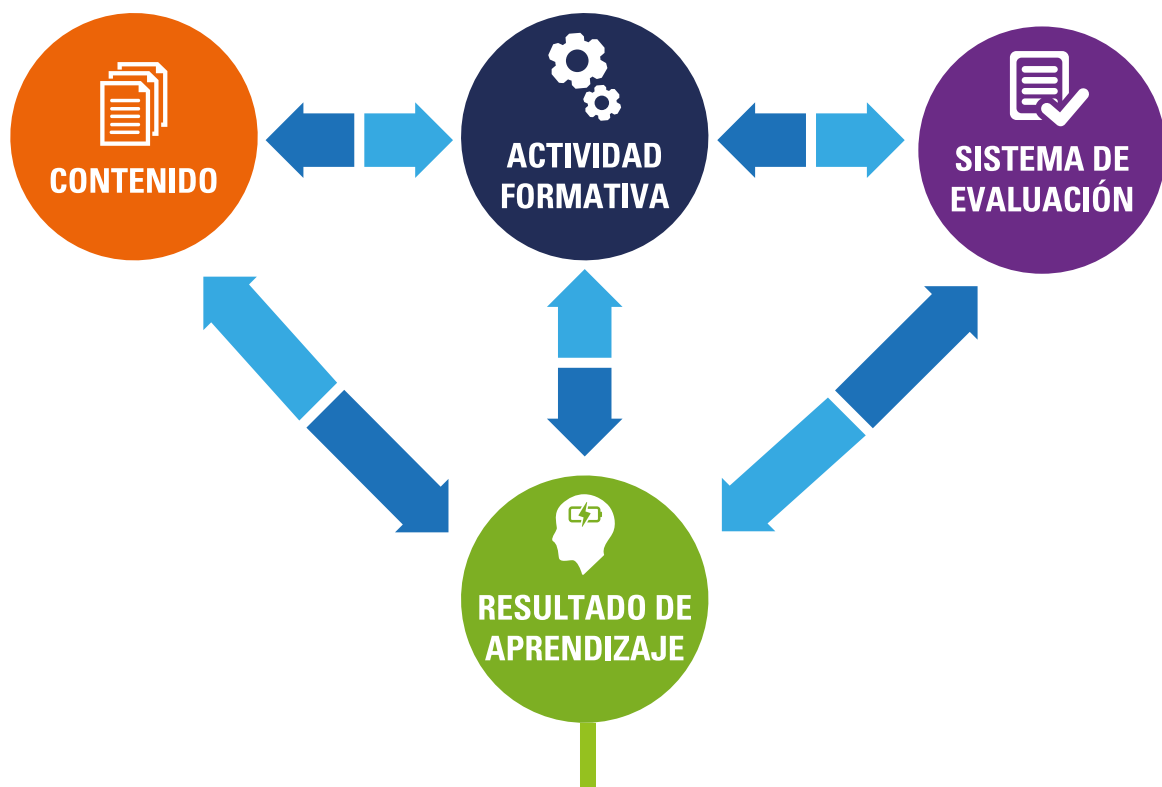 CONTENIDO
ACTIVIDAD
FORMATIVA
SISTEMA DE
EVALUACIÓN
RESULTADO DE
APRENDIZAJE